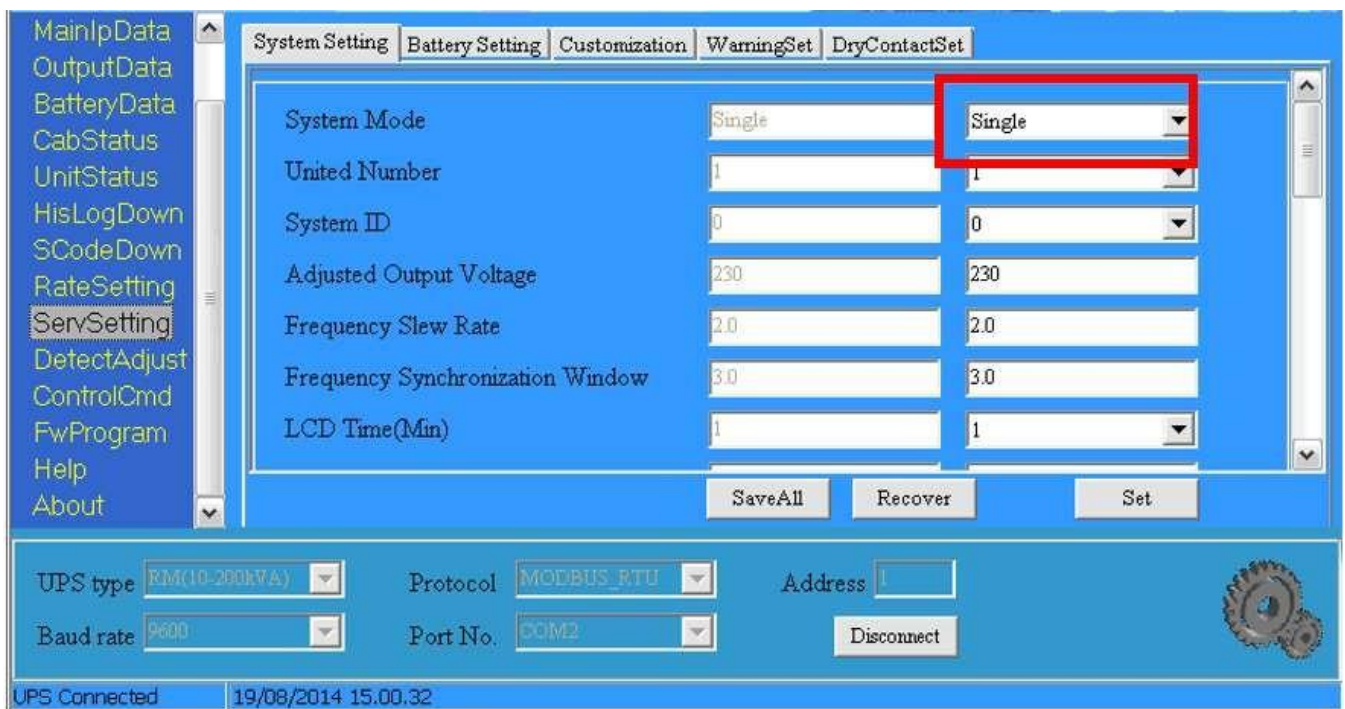 MainIpData
OutputData
BatteryData
CabStatus
UnitStatus
HisLogDown
SCodeDown
RateSetting
ServSetting
DetectAdjust
ControlCmd
FwProgram
Help
About
System Setting Battery Setting Customization WarningSet DryContactSet
System Mode Single Single
United Number 1 1
System ID 0 0
Adjusted Output Voltage 230 230
Frequency Slew Rate 2.0 2.0
Frequency Synchronization Window 3.0 3.0
LCD Time(Min) 1 1
SaveAll Recover Set
UPS type RM(10-200kVA) Protocol MODBUS_RTU Address 1
Baud rate 9600 Port No. COM2 Disconnect
UPS Connected 19/08/2014 15.00.32